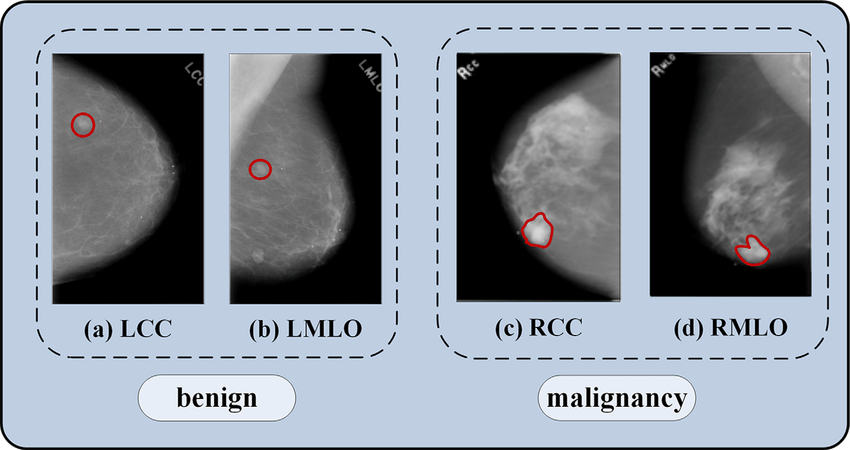 LCC
LMLO
RCC
RMLO
(a) LCC
(b) LMLO
(c) RCC
(d) RMLO
benign
malignancy